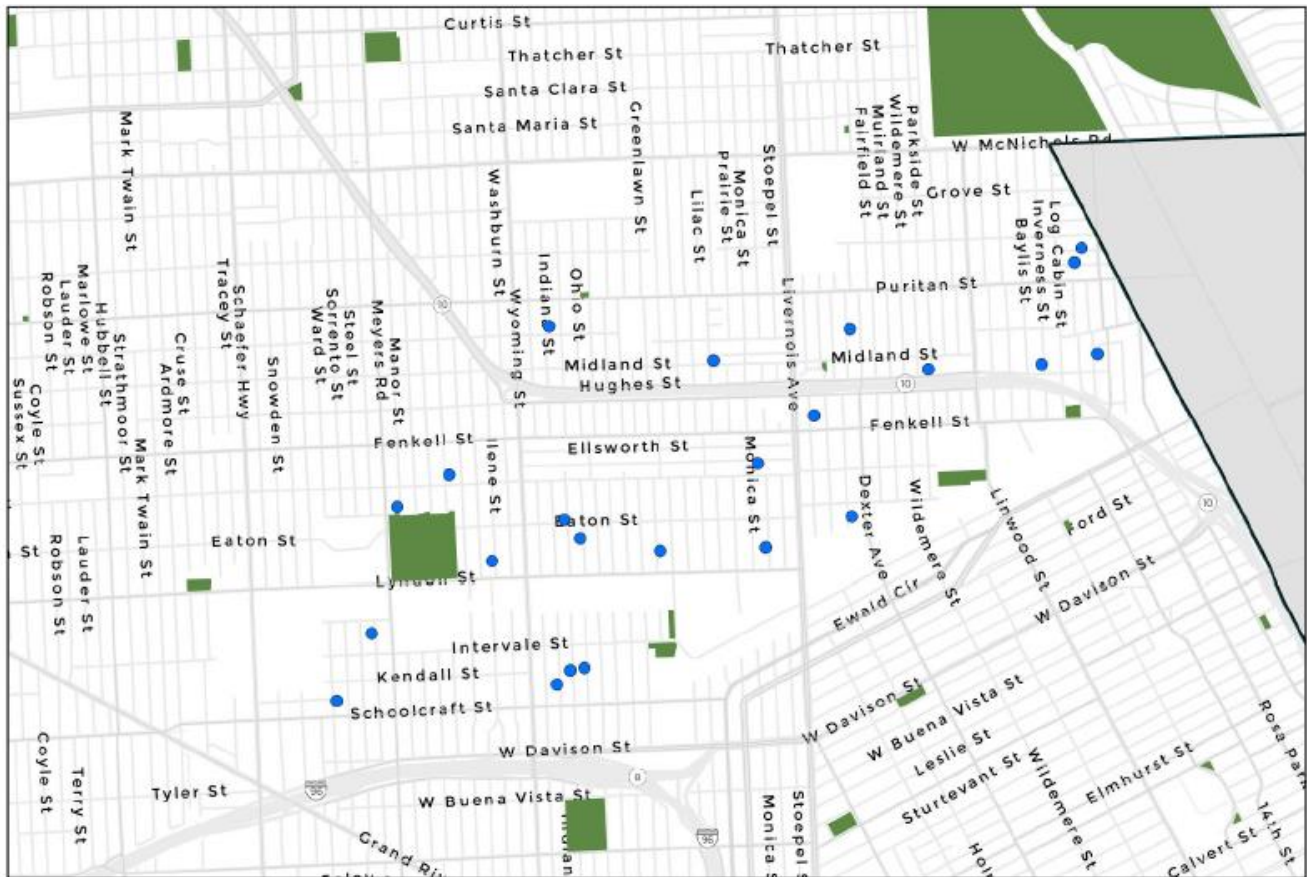 Curtis St
Thatcher St
Thatcher St
Santa Clara St
Santa Maria St
Mark Twain St
Greenlawn St
Stoepel St
Fairfield St
Muirland St
Wildemere St
Parkside St
W McNichols Rd
Grove St
Washburn St
Lilac St
Prairie St
Monica St
Log Cabin St
Inverness St
Baylis St
Robson St
Lauder St
Marlowe St
Hubbell St
Strathmoor St
Tracey St
Schaefer Hwy
Ward St
Sorrento St
Steel St
Meyers Rd
Manor St
10
Wyoming St
Indiana St
Ohio St
Livernois Ave
Puritan St
Midland St
Midland St
Hughes St
10
Sussex St
Coyle St
Cruse St
Ardmore St
Snowden St
Mark Twain St
Fenkell St
Ilene St
Ellsworth St
Monica St
Fenkell St
Eaton St
Eaton St
St
Dexter Ave
Wildemere St
Linwood St
Ford St
10
Robson St
Lauder St
Lyndon St
Ewald Cir
W Davison St
Intervale St
Kendall St
Schoolcraft St
W Davison St
W Davison St
W Buena Vista St
Leslie St
Sturtevant St
Wildemere St
Elmhurst St
Rosa Park
Coyle St
Terry St
Tyler St
96
8
W Buena Vista St
96
Monica S
Stoepel S
Grand Riv
14th St
Calvert St